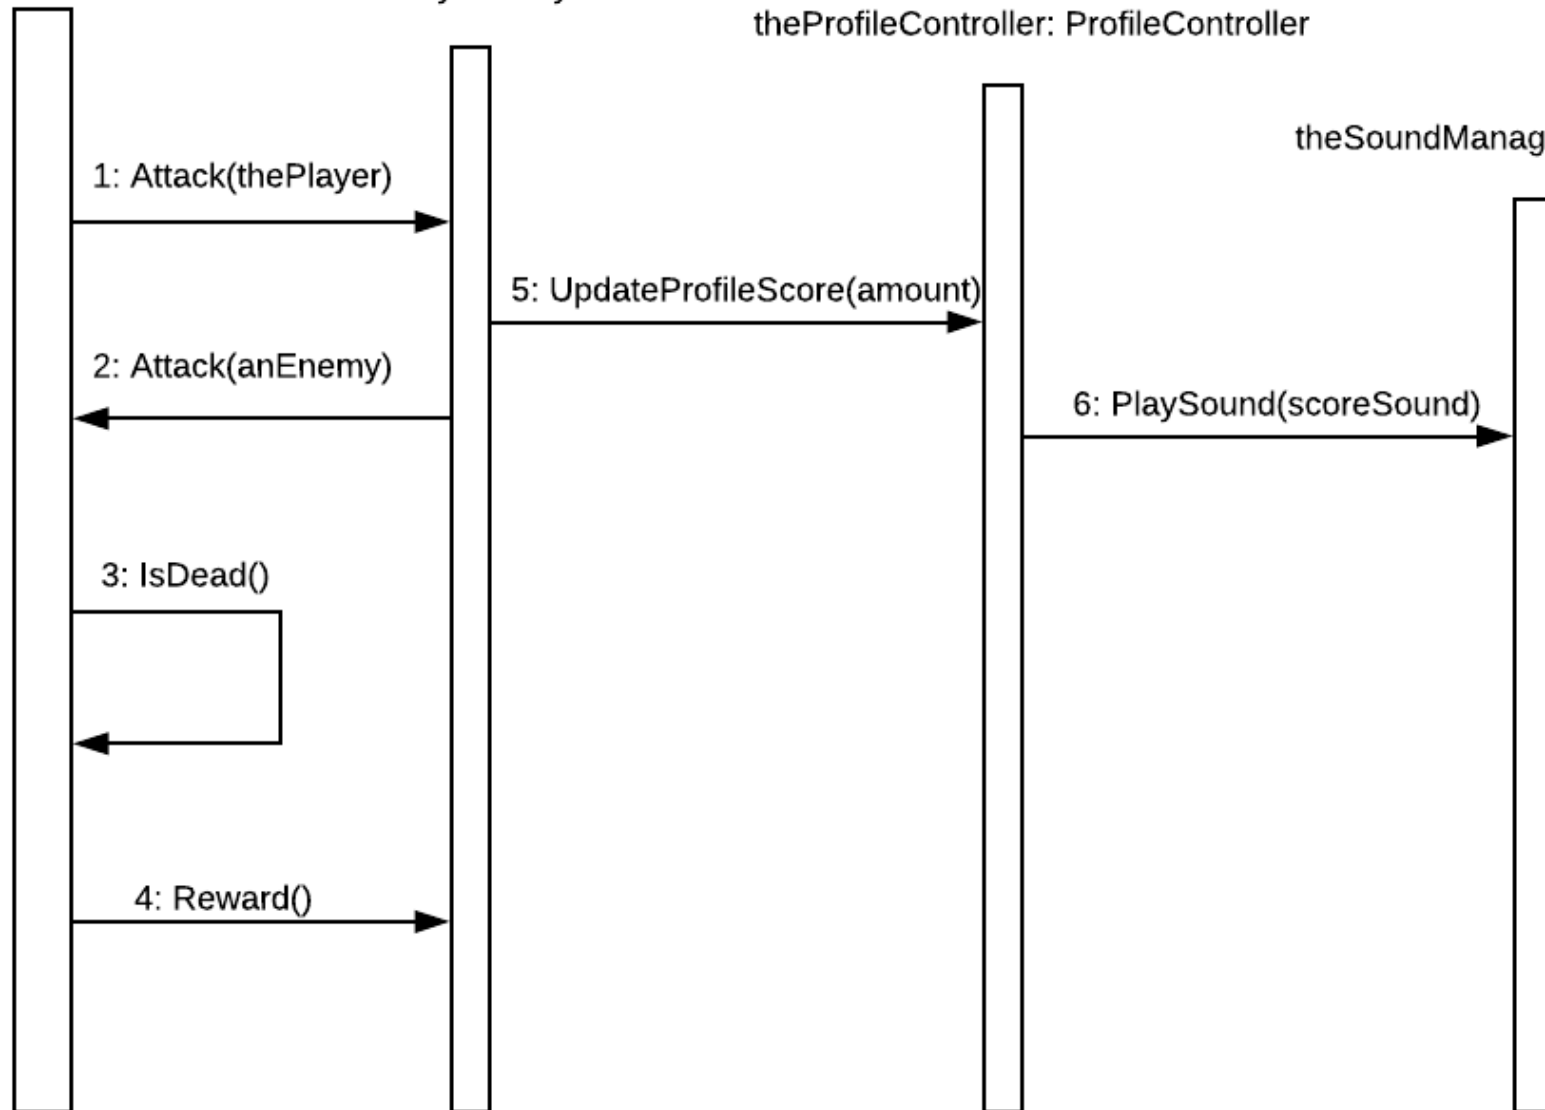 theProfileController: ProfileController
theSoundManag
1: Attack(thePlayer)
5: UpdateProfileScore(amount)
2: Attack(anEnemy)
6: PlaySound(scoreSound)
3: IsDead()
4: Reward()